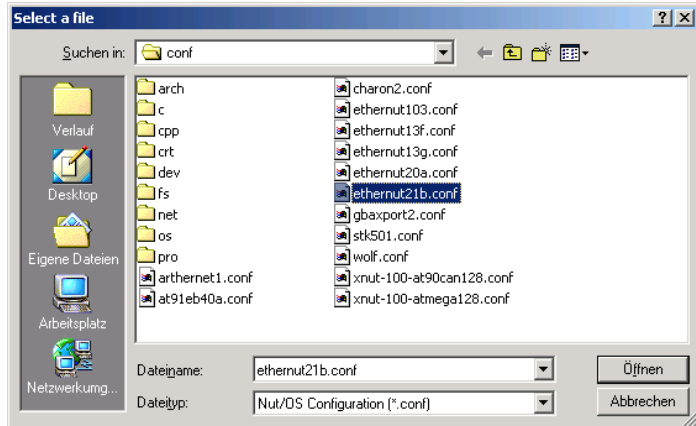 Select a file
Suchen in: conf
Verlauf
Desktop
Eigene Dateien
Arbeitsplatz
Netzwerkumg...
arch
c
cpp
crt
dev
fs
net
os
pro
arthernet1.conf
at91eb40a.conf
charon2.conf
ethernut103.conf
ethernut13f.conf
ethernut13g.conf
ethernut20a.conf
ethernut21b.conf
gbaxport2.conf
stk501.conf
wolf.conf
xnut-100-at90can128.conf
xnut-100-atmega128.conf
Dateiname: ethernut21b.conf Öffnen
Dateityp: Nut/OS Configuration (*.conf) Abbrechen